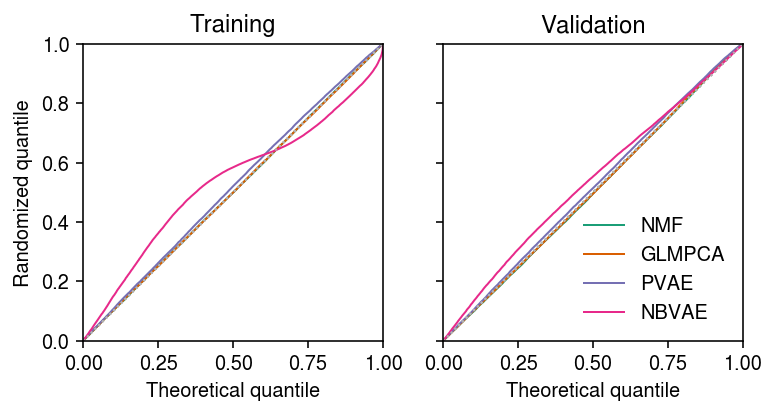 Training
Validation
Randomized quantile
1.0
0.8
0.6
0.4
0.2
0.0
0.00 0.25 0.50 0.75 1.00
Theoretical quantile
NMF
GLMPCA
PVAE
NBVAE
0.00 0.25 0.50 0.75 1.00
Theoretical quantile